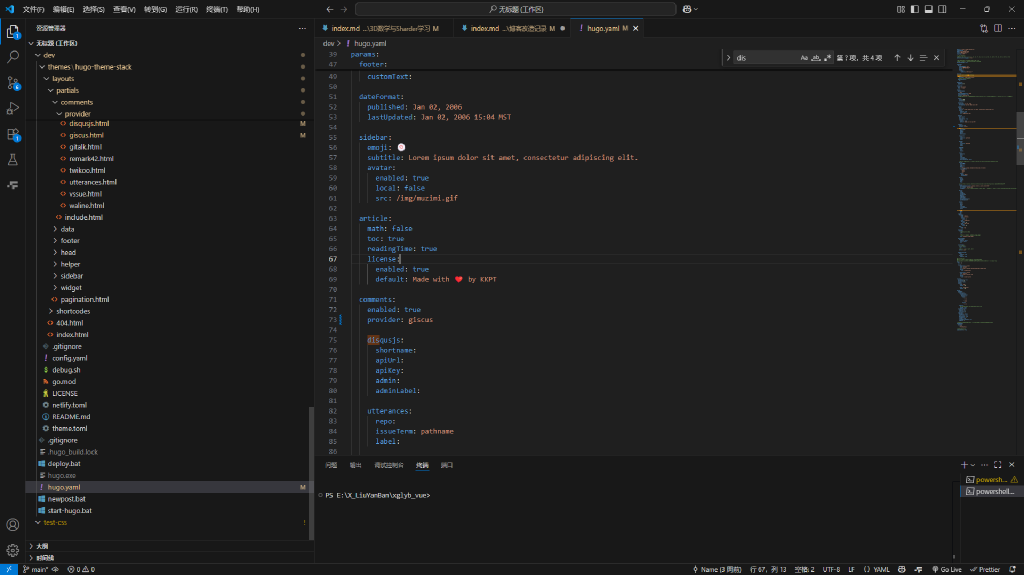 文件(F) 编辑(E) 选择(S) 查看(V) 转到(G) 运行(R) 终端(T) 帮助(H)
无标题 (工作区)
资源管理器
index.md ...\3D数学与Sharder学习 M
index.md M
hugo.yaml M
无标题 (工作区)
dev
themes \ hugo-theme-stack
layouts
partials
comments
provider
disqusjs.html M
giscus.html M
gitalk.html
remark42.html
twikoo.html
utterances.html
vssue.html
waline.html
include.html
data
footer
head
helper
sidebar
widget
pagination.html
shortcodes
404.html
index.html
.gitignore
config.yaml
debug.sh
go.mod
LICENSE
netlify.toml
README.md
theme.toml
.gitignore
.hugo_build.lock
deploy.bat
hugo.exe
hugo.yaml M
newpost.bat
start-hugo.bat
test-css !
大纲
时间线
dev > ! hugo.yaml
dis
Aa
第 ? 项，共 4 项
39 params:
47 footer:
49 customText:
50
51 dateFormat:
52 published: Jan 02, 2006
53 lastUpdated: Jan 02, 2006 15:04 MST
54
55 sidebar:
56 emoji: 🍥
57 subtitle: Lorem ipsum dolor sit amet, consectetur adipiscing elit.
58 avatar:
59 enabled: true
60 local: false
61 src: /img/muzimi.gif
62
63 article:
64 math: false
65 toc: true
66 readingTime: true
67 license:
68 enabled: true
69 default: Made with ❤️ by KKPT
70
71 comments:
72 enabled: true
73 provider: giscus
74
75 disqusjs:
76 shortname:
77 apiUrl:
78 apiKey:
79 admin:
80 adminLabel:
81
82 utterances:
83 repo:
84 issueTerm: pathname
85 label:
86
问题 输出 调试控制台 终端 端口
PS E:\X_LiuYanBan\xglyb_vue>
powersh...
powershell...
main*
0 0
Name (3 周前) 行 67，列 13 空格: 2 UTF-8 LF {} YAML Go Live Prettier